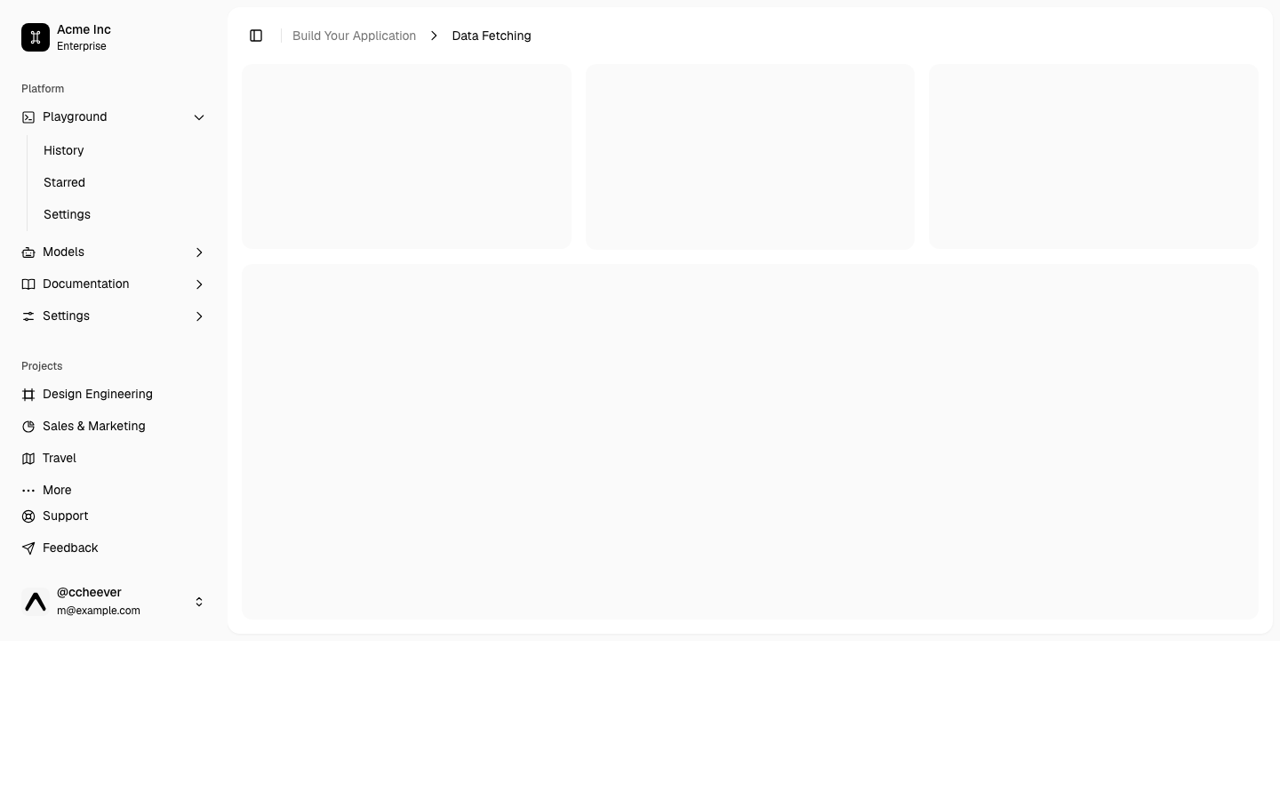 Acme Inc
Enterprise
Platform
Playground
History
Starred
Settings
Models
Documentation
Settings
Projects
Design Engineering
Sales & Marketing
Travel
More
Support
Feedback
@ccheever
m@example.com
Build Your Application
Data Fetching